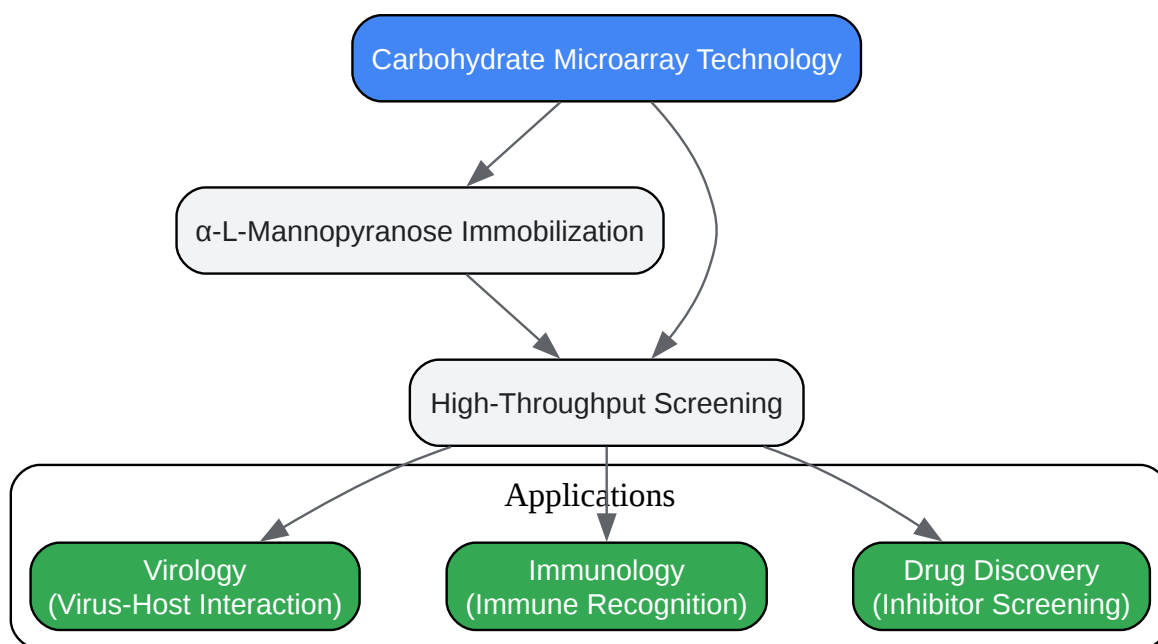 Carbohydrate Microarray Technology
α-L-Mannopyranose Immobilization
High-Throughput Screening
Applications
Virology
(Virus-Host Interaction)
Immunology
(Immune Recognition)
Drug Discovery
(Inhibitor Screening)